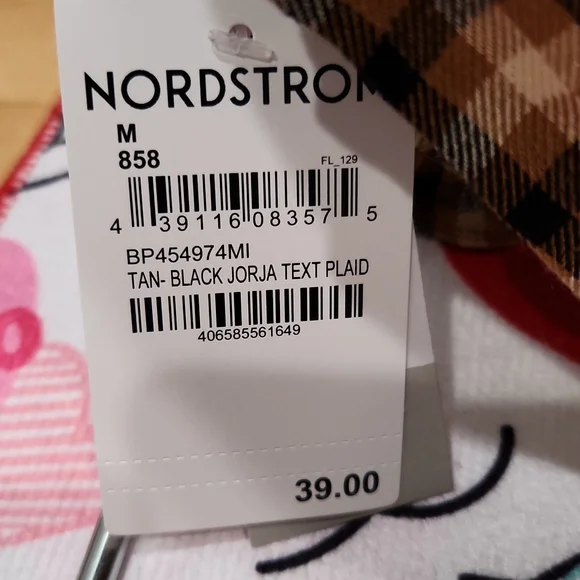 NORDSTROM
M
858
FL_129
4 39116 08357 5
BP454974MI
TAN- BLACK JORJA TEXT PLAID
406585561649
39.00